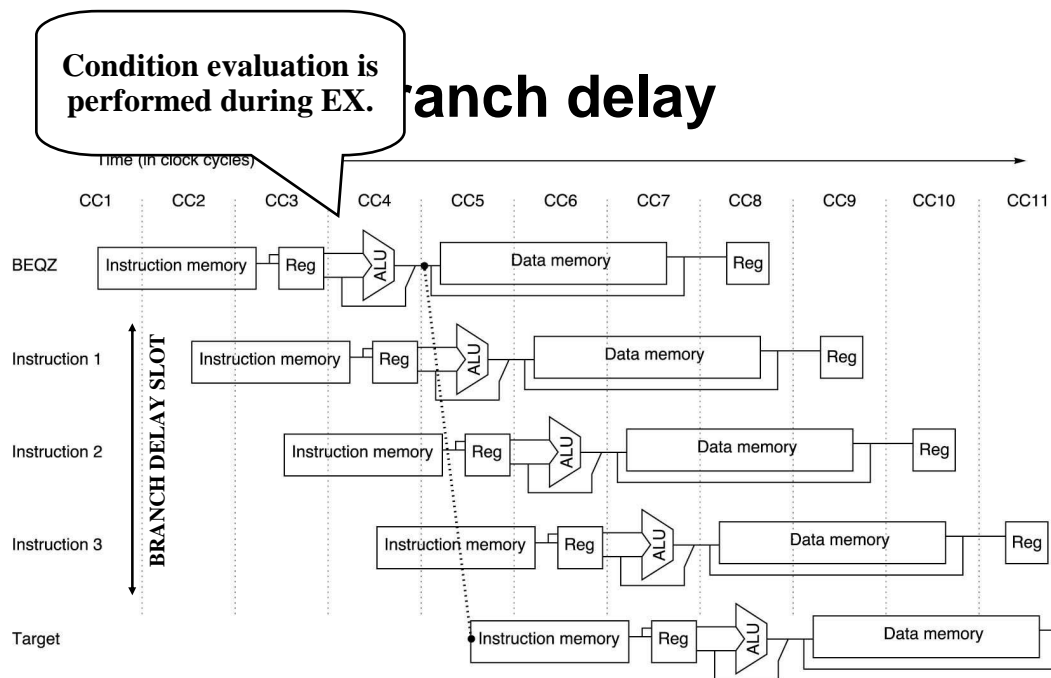 Condition evaluation is
performed during EX.
ranch delay
Time (in clock cycles)
CC1 CC2 CC3 CC4 CC5 CC6 CC7 CC8 CC9 CC10 CC11
BEQZ Instruction memory Reg ALU Data memory Reg
BRANCH DELAY SLOT
Instruction 1 Instruction memory Reg ALU Data memory Reg
Instruction 2 Instruction memory Reg ALU Data memory Reg
Instruction 3 Instruction memory Reg ALU Data memory Reg
Target Instruction memory Reg ALU Data memory